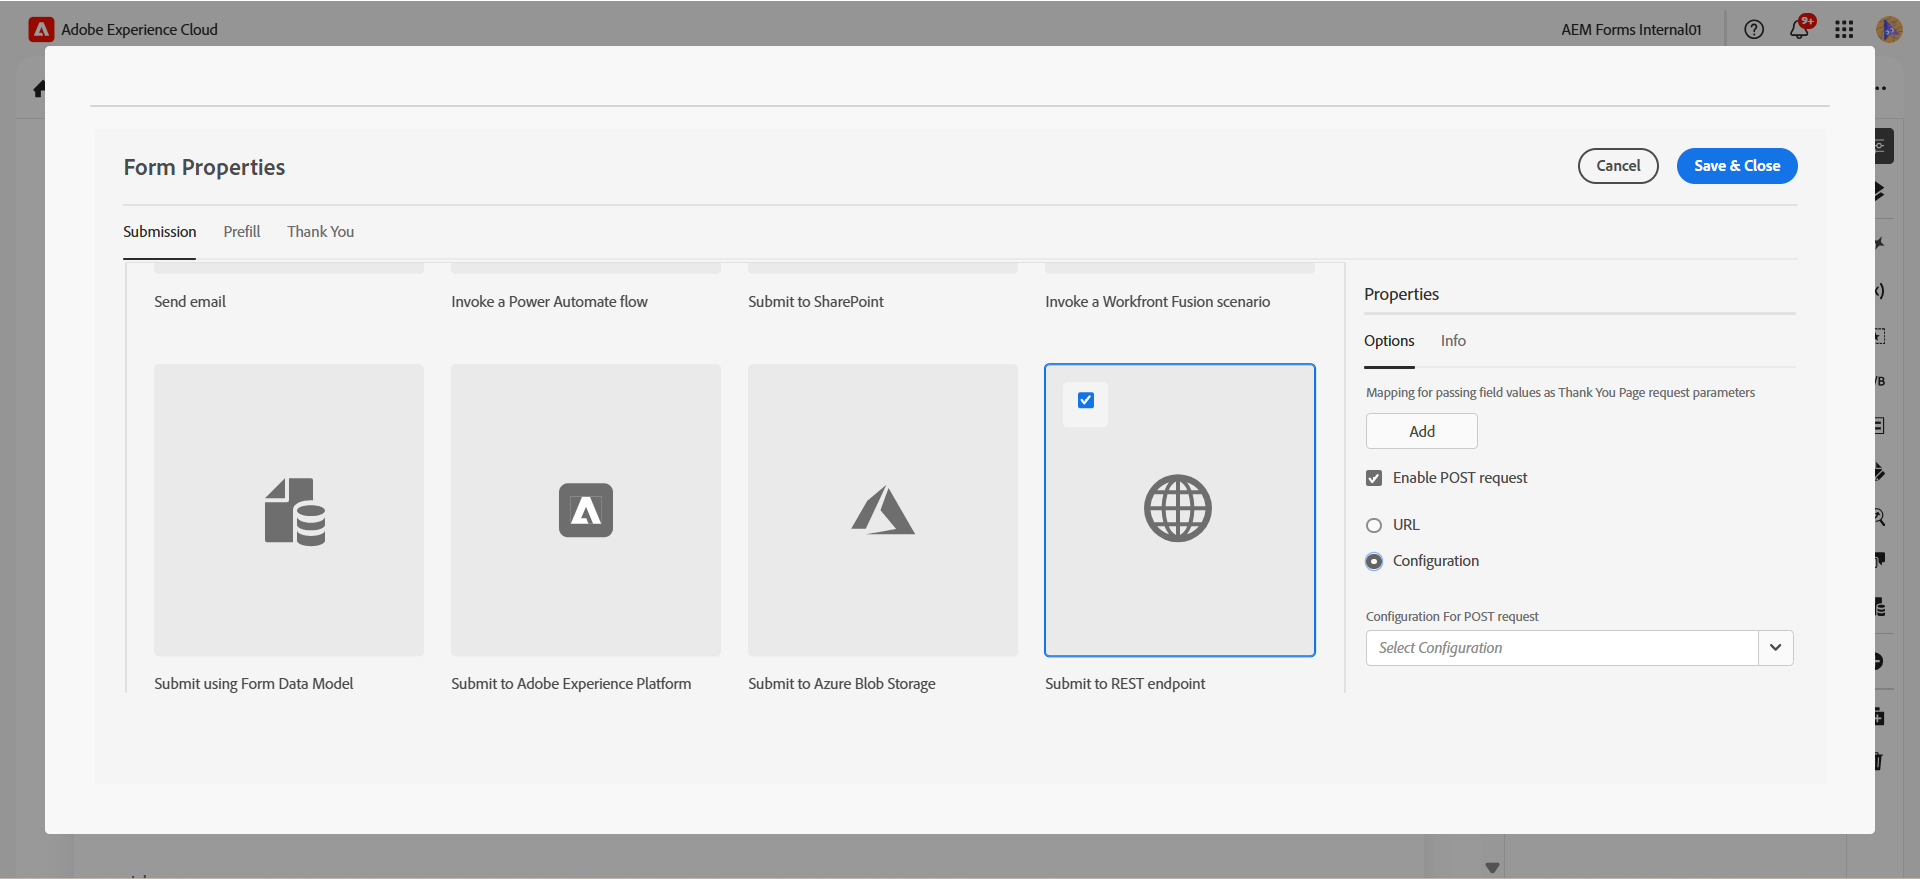 Adobe Experience Cloud
AEM Forms Internal01
9+
Form Properties
Cancel
Save & Close
Submission
Prefill
Thank You
Send email
Invoke a Power Automate flow
Submit to SharePoint
Invoke a Workfront Fusion scenario
Submit using Form Data Model
Submit to Adobe Experience Platform
Submit to Azure Blob Storage
Submit to REST endpoint
Properties
Options
Info
Mapping for passing field values as Thank You Page request parameters
Add
Enable POST request
URL
Configuration
Configuration For POST request
Select Configuration